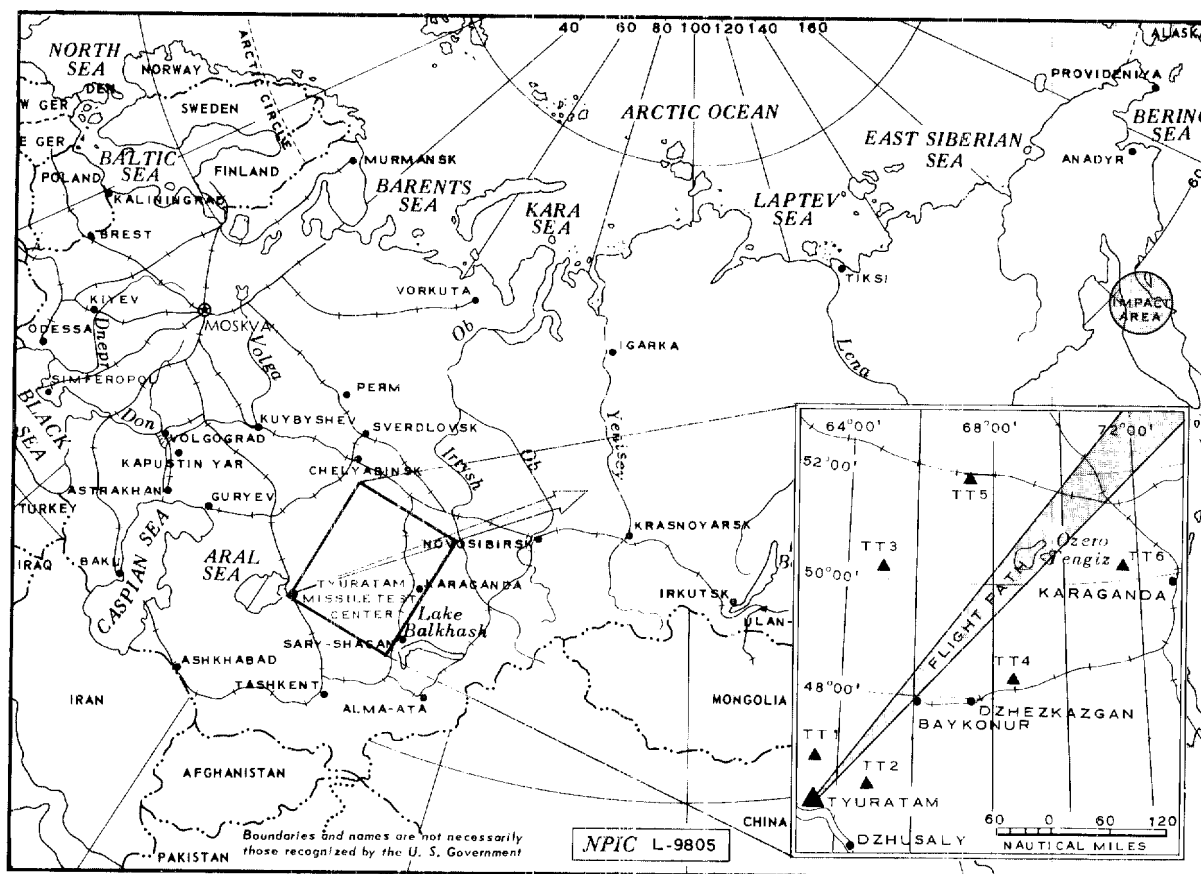 NORTH
SEA
DEN
NORWAY
SWEDEN
FINLAND
ARCTIC CIRCLE
W GER
E GER
POLAND
BALTIC
SEA
KALININGRAD
BREST
MURMANSK
BARENTS
SEA
KARA
SEA
40 60 80 100 120 140 160
ARCTIC OCEAN
LAPTEV
SEA
EAST SIBERIAN
SEA
ALASK
PROVIDENIYA
BERING
SEA
ANADYR
60
TIKSI
IMPACT
AREA
KIYEV
ODESSA
Dnepr
MOSKVA
Volga
VORKUTA
Ob
IGARKA
Lena
SIMFEROPOL
BLACK
SEA
Don
PERM
KUYBYSHEV
SVERDLOVSK
VOLGOGRAD
KAPUSTIN YAR
CHELYABINSK
Irtysh
Ob
Yenisey
ASTRAKHAN
GURYEV
TURKEY
IRAQ
BAKU
CASPIAN SEA
ARAL
SEA
NOVOSIBIRSK
KRASNOYARSK
TYURATAM
MISSILE TEST
CENTER
KARAGANDA
Lake
Balkhash
SARY-SHAGAN
IRKUTSK
ULAN-
ASHKHABAD
TASHKENT
ALMA-ATA
IRAN
MONGOLIA
AFGHANISTAN
CHINA
PAKISTAN
Boundaries and names are not necessarily
those recognized by the U. S. Government
NPIC L-9805
64°00' 68°00' 72°00'
52°00'
TT5
TT3
Ozero
Tengiz
TT6
50°00'
KARAGANDA
FLIGHT PATH
TT4
48°00'
DZHEZKAZGAN
BAYKONUR
TT1
TT2
TYURATAM
DZHUSALY
60 0 60 120
NAUTICAL MILES